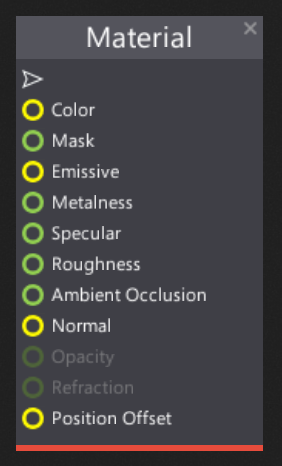 Material
Color
Mask
Emissive
Metalness
Specular
Roughness
Ambient Occlusion
Normal
Opacity
Refraction
Position Offset